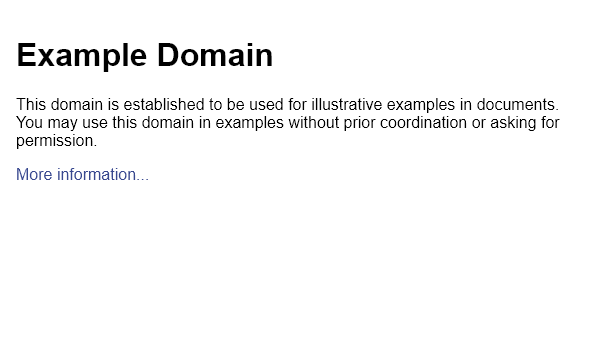 Example Domain
This domain is established to be used for illustrative examples in documents.
You may use this domain in examples without prior coordination or asking for
permission.
More information...